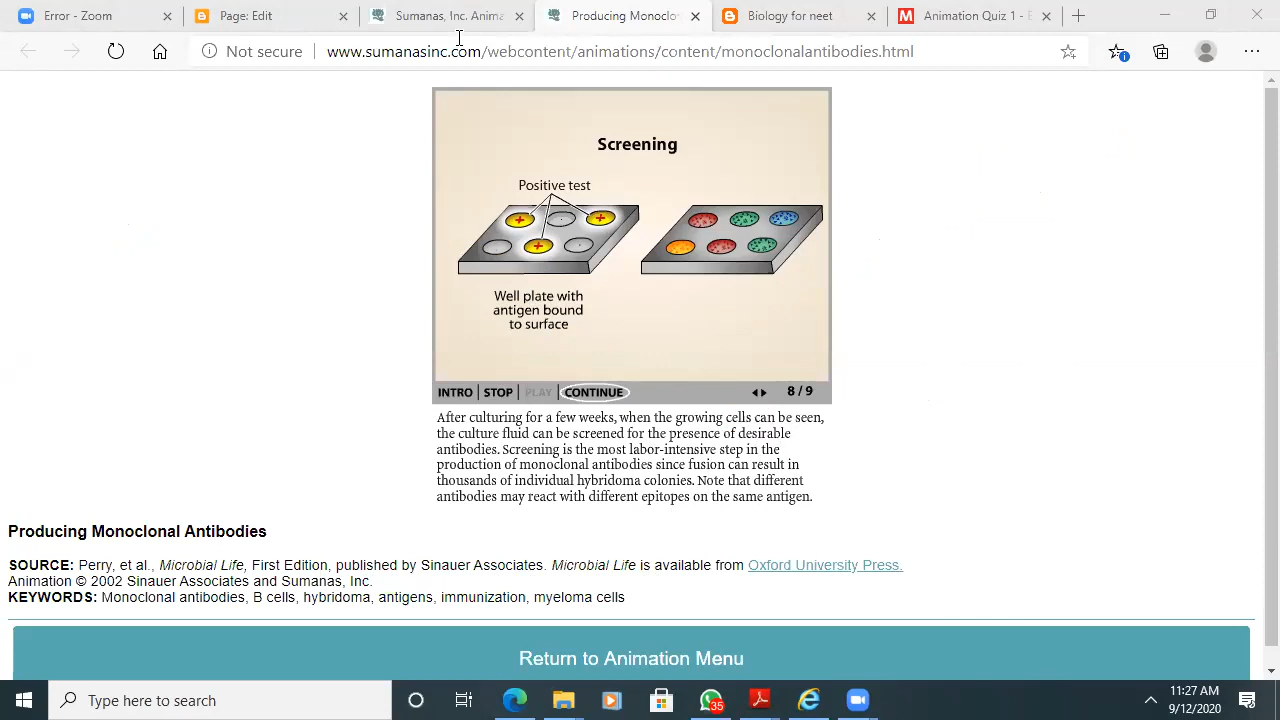 Error - Zoom
Page: Edit
Sumanas, Inc. Anima
Producing Monoclo
Biology for neet
Animation Quiz 1 - E
Not secure
www.sumanasinc.com/webcontent/animations/content/monoclonalantibodies.html
Screening
Positive test
Well plate with
antigen bound
to surface
INTRO STOP PLAY CONTINUE 8 / 9
After culturing for a few weeks, when the growing cells can be seen,
the culture fluid can be screened for the presence of desirable
antibodies. Screening is the most labor-intensive step in the
production of monoclonal antibodies since fusion can result in
thousands of individual hybridoma colonies. Note that different
antibodies may react with different epitopes on the same antigen.
Producing Monoclonal Antibodies
SOURCE: Perry, et al., Microbial Life, First Edition, published by Sinauer Associates. Microbial Life is available from Oxford University Press.
Animation © 2002 Sinauer Associates and Sumanas, Inc.
KEYWORDS: Monoclonal antibodies, B cells, hybridoma, antigens, immunization, myeloma cells
Return to Animation Menu
Type here to search
35
11:27 AM
9/12/2020